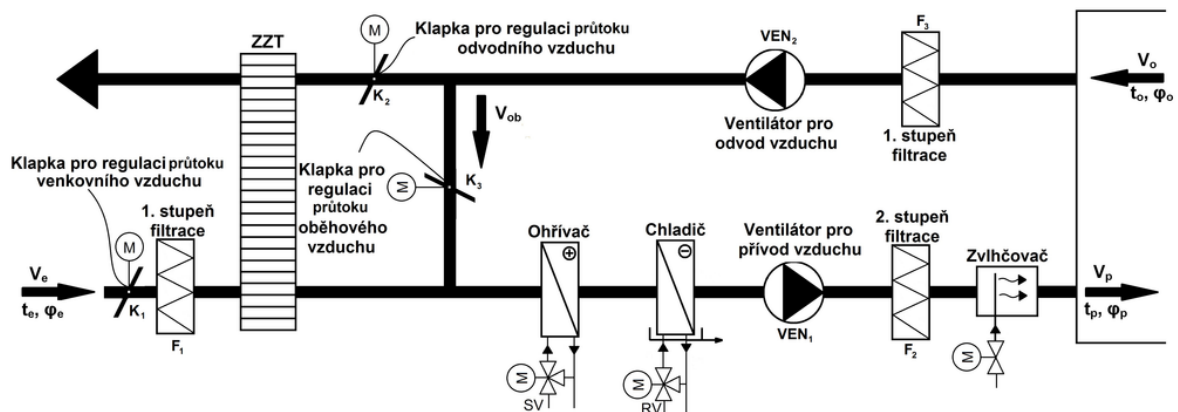 ZZT
M
Klapka pro regulaci průtoku
odvodního vzduchu
K2
VEN2
Ventilátor pro
odvod vzduchu
F3
1. stupeň
filtrace
Vo
to, φo
Vob
Klapka pro regulaci průtoku
venkovního vzduchu
Klapka pro
regulaci
průtoku
oběhového
vzduchu
M
K3
1. stupeň
filtrace
M
Ve
te, φe
K1
F1
Ohřívač
M
SV
Chladič
M
RV
Ventilátor pro
přívod vzduchu
VEN1
2. stupeň
filtrace
F2
Zvlhčovač
M
Vp
tp, φp